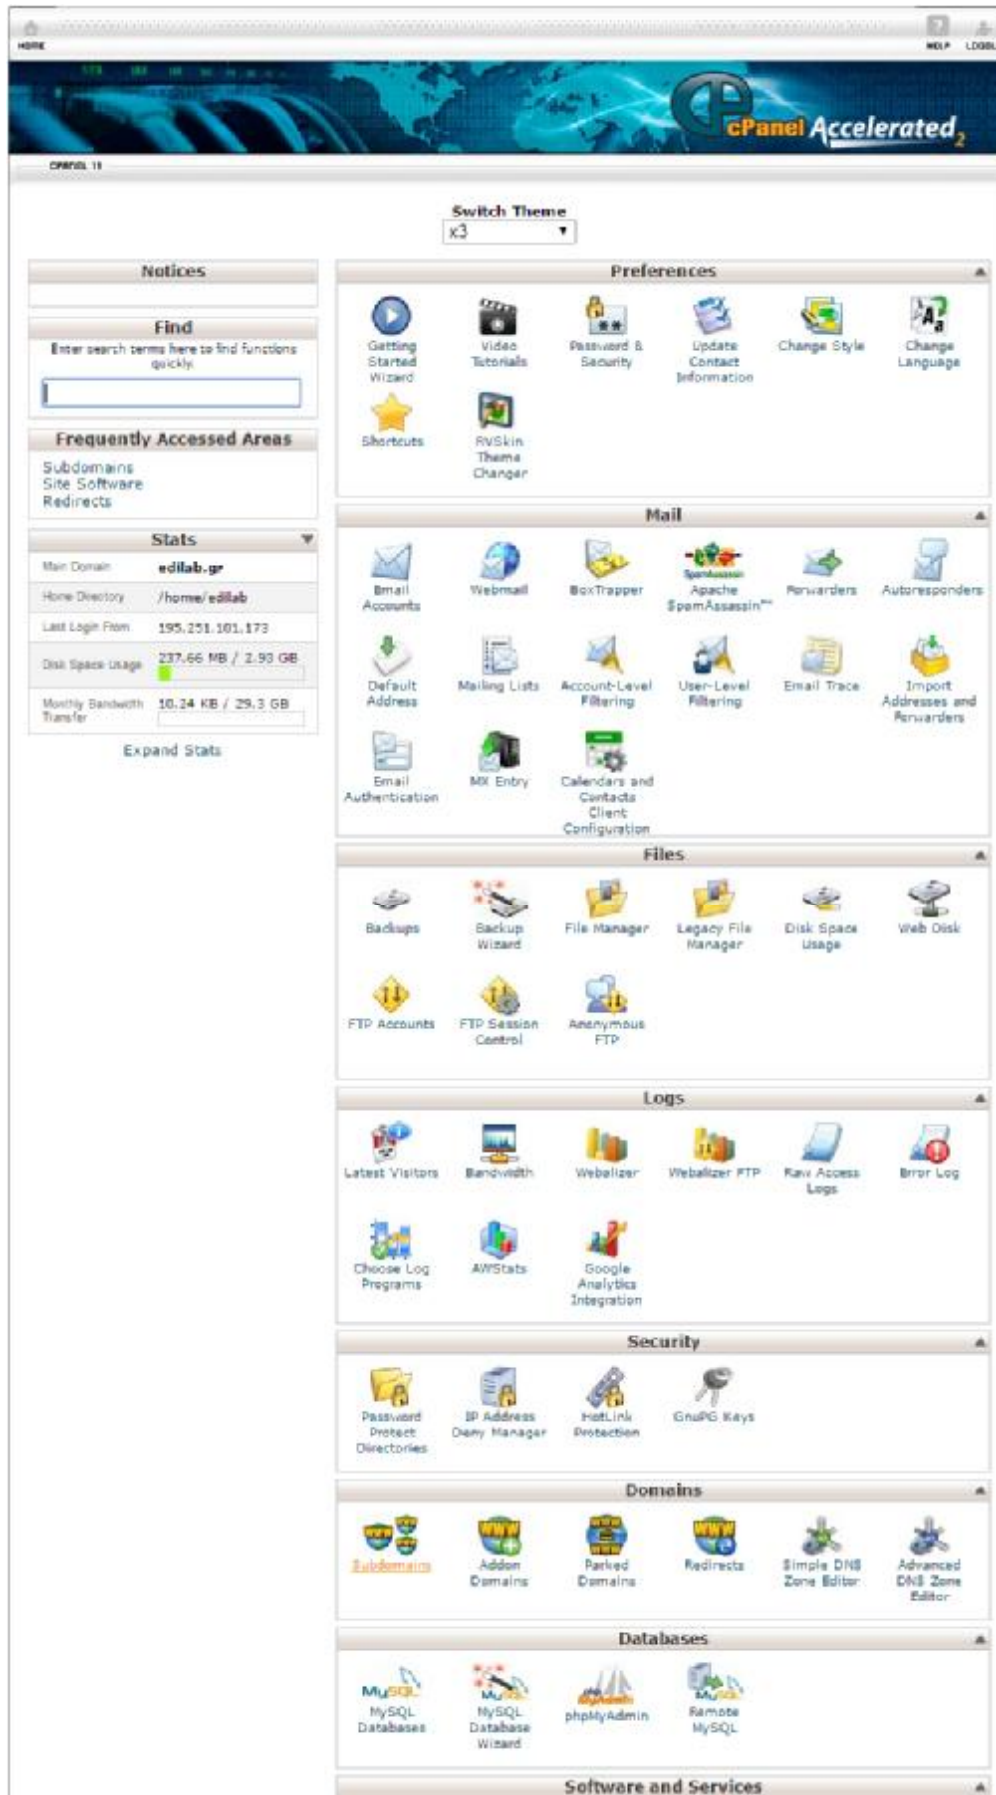 HOME
HELP
cPanel Accelerated2
Switch Theme
x3
Notices
Find
Enter search terms here to find functions
quickly.
Frequently Accessed Areas
Subdomains
Site Software
Redirects
Stats
Main Domain edilab.gr
Home Directory /home/edilab
Last Login From 195.251.101.173
Disk Space Usage 237.66 MB / 2.93 GB
Monthly Bandwidth
Transfer
10.24 KB / 29.3 GB
Expand Stats
Preferences
Getting
Started
Wizard
Video
Tutorials
Password &
Security
Update
Contact
Information
Change Style
Change
Language
Shortcuts
RVSkin
Theme
Changer
Mail
Email
Accounts
Webmail
BoxTrapper
SpamAssassin
Apache
SpamAssassin™
Forwarders
Autoresponders
Default
Address
Mailing Lists
Account-Level
Filtering
User-Level
Filtering
Email Trace
Import
Addresses and
Forwarders
Email
Authentication
MX Entry
Calendars and
Contacts
Client
Configuration
Files
Backups
Backup
Wizard
File Manager
Legacy File
Manager
Disk Space
Usage
Web Disk
FTP Accounts
FTP Session
Control
Anonymous
FTP
Logs
Latest Visitors
Bandwidth
Webalizer
Webalizer FTP
Raw Access
Logs
Error Log
Choose Log
Programs
AWStats
Google
Analytics
Integration
Security
Password
Protect
Directories
IP Address
Deny Manager
HotLink
Protection
GnuPG Keys
Domains
Subdomains
Addon
Domains
Parked
Domains
Redirects
Simple DNS
Zone Editor
Advanced
DNS Zone
Editor
Databases
MySQL
MySQL
Databases
MySQL
MySQL
Database
Wizard
phpMyAdmin
MySQL
Remote
MySQL
Software and Services